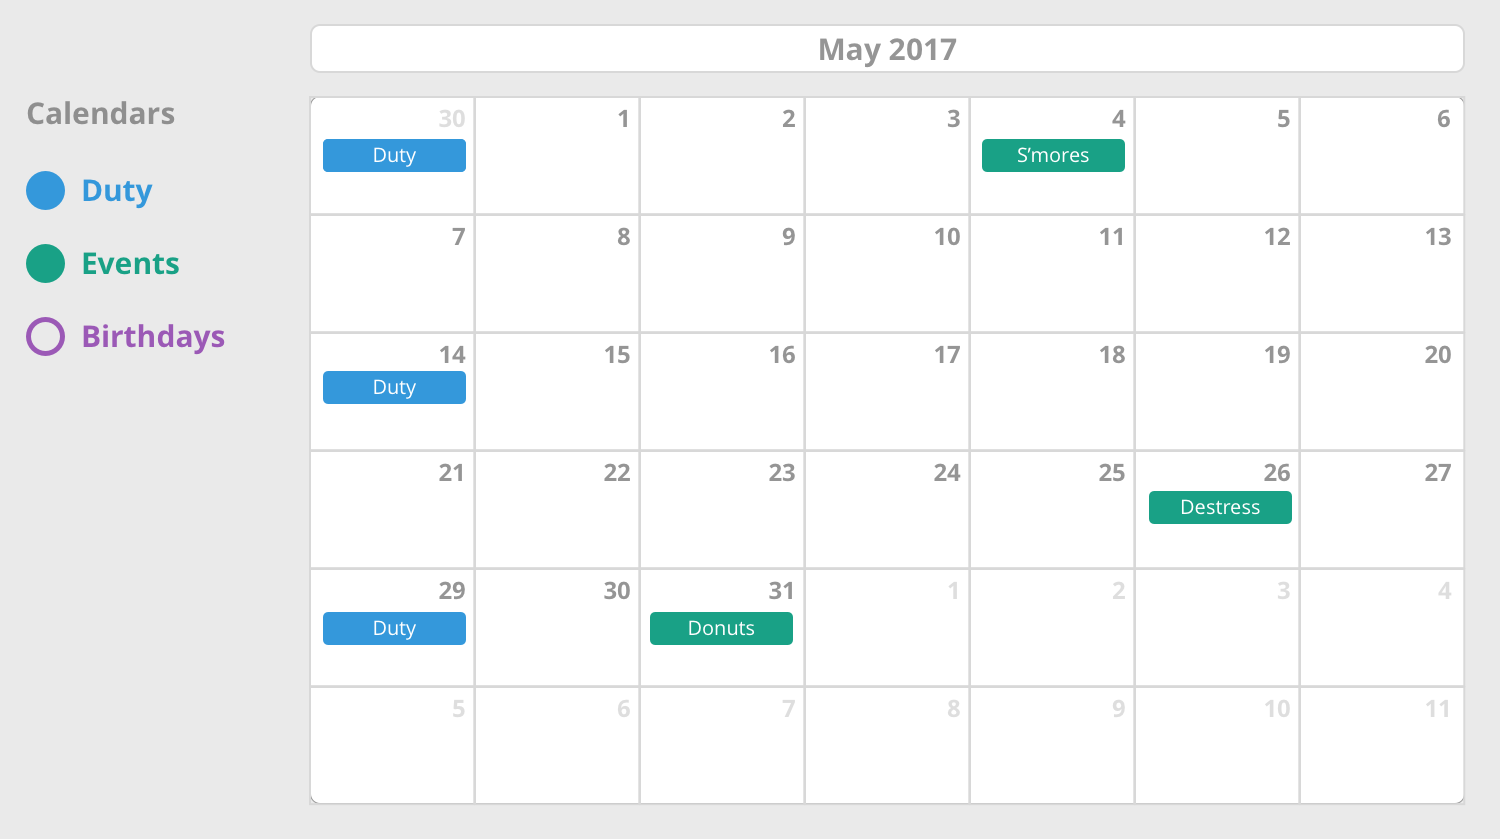 May 2017
Calendars
Duty
Events
Birthdays
30 1 2 3 4 5 6
Duty S’mores
7 8 9 10 11 12 13
14 15 16 17 18 19 20
Duty
21 22 23 24 25 26 27
Destress
29 30 31 1 2 3 4
Duty Donuts
5 6 7 8 9 10 11